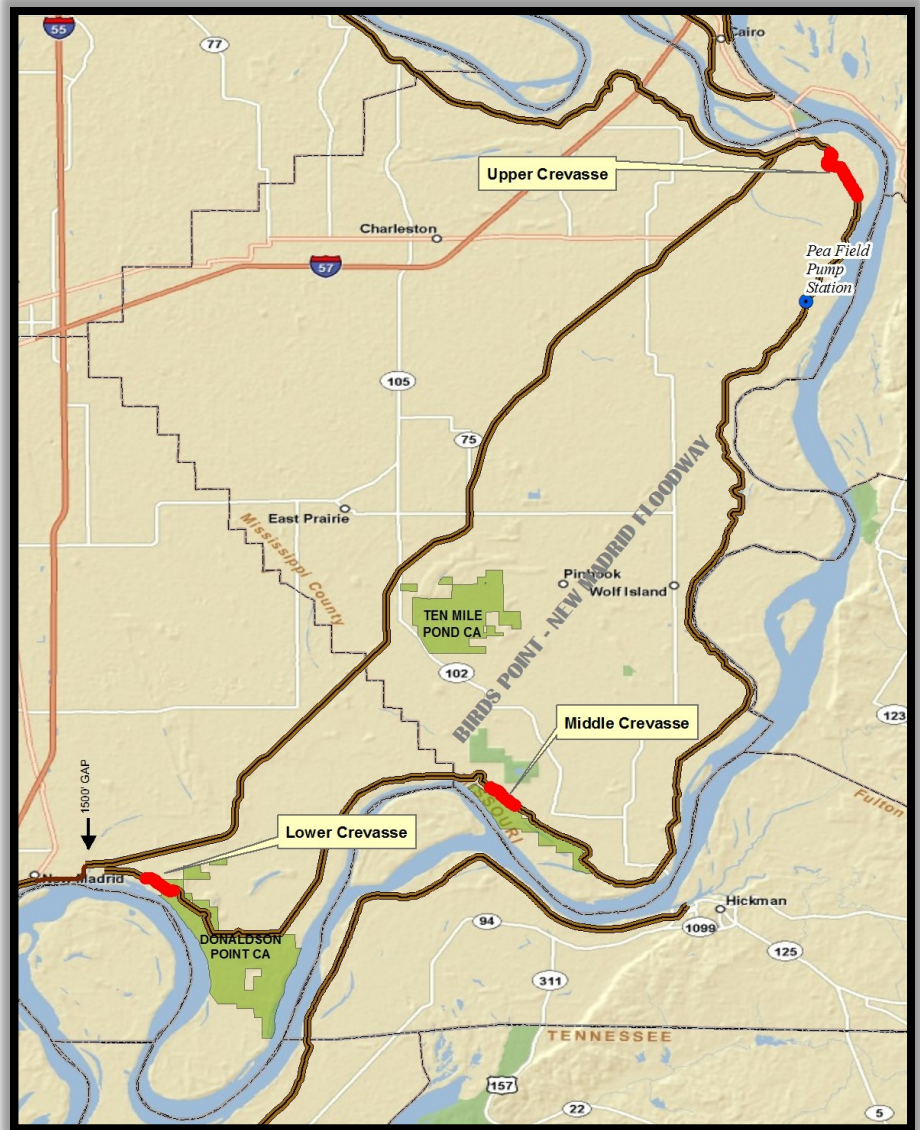 55
77
Cairo
Upper Crevasse
Charleston
57
Pea Field
Pump
Station
105
75
East Prairie
Mississippi County
BIRDS POINT - NEW MADRID FLOODWAY
Pinhook
Wolf Island
TEN MILE
POND CA
102
Middle Crevasse
123
1500' GAP
Fulton
Lower Crevasse
New Madrid
Hickman
94
1099
DONALDSON
POINT CA
125
311
TENNESSEE
157
22
5